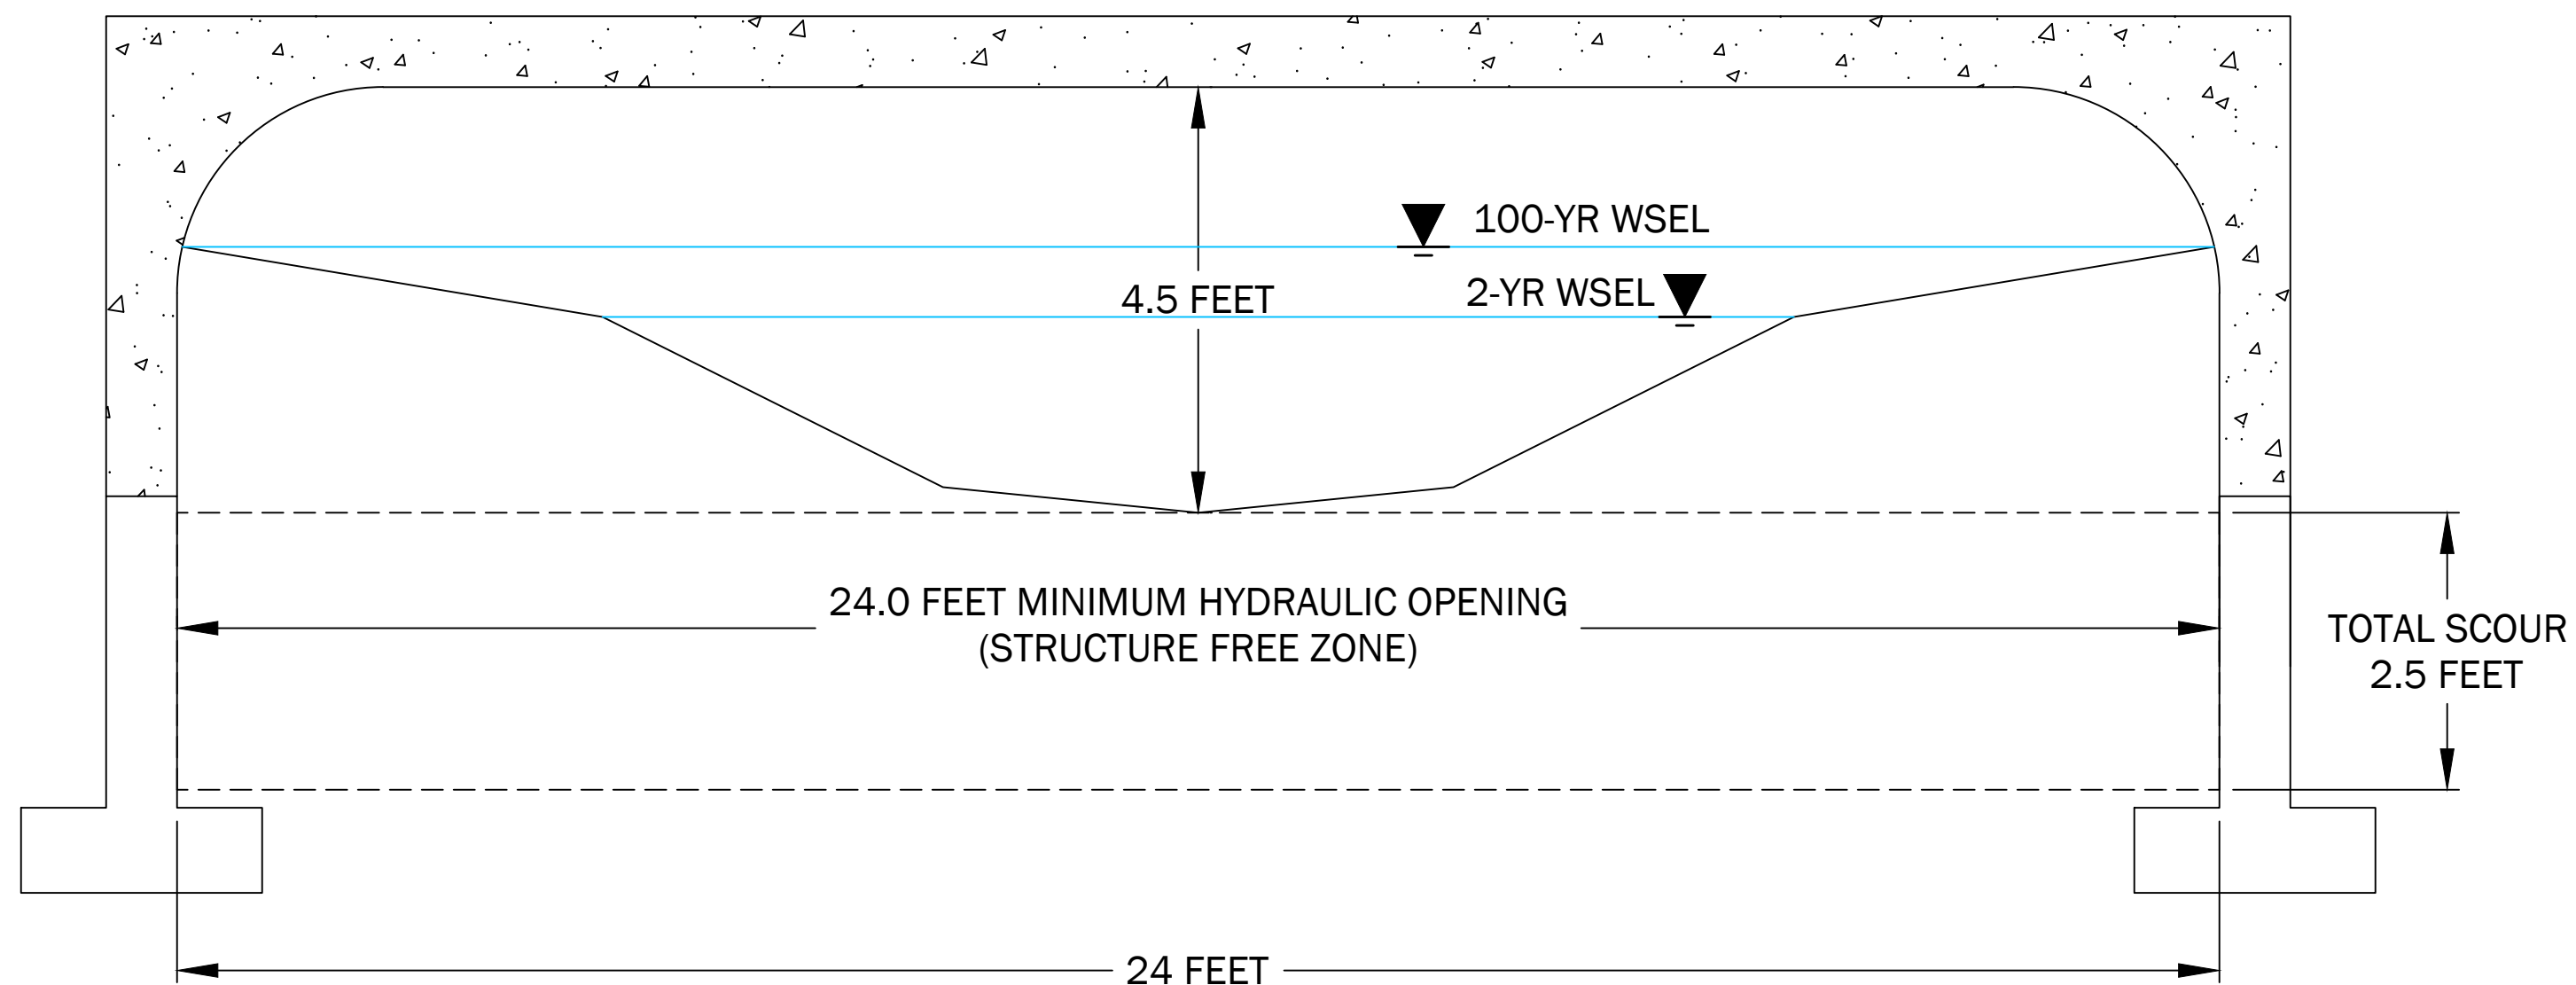 100-YR WSEL
2-YR WSEL
4.5 FEET
24.0 FEET MINIMUM HYDRAULIC OPENING
(STRUCTURE FREE ZONE)
TOTAL SCOUR
2.5 FEET
24 FEET